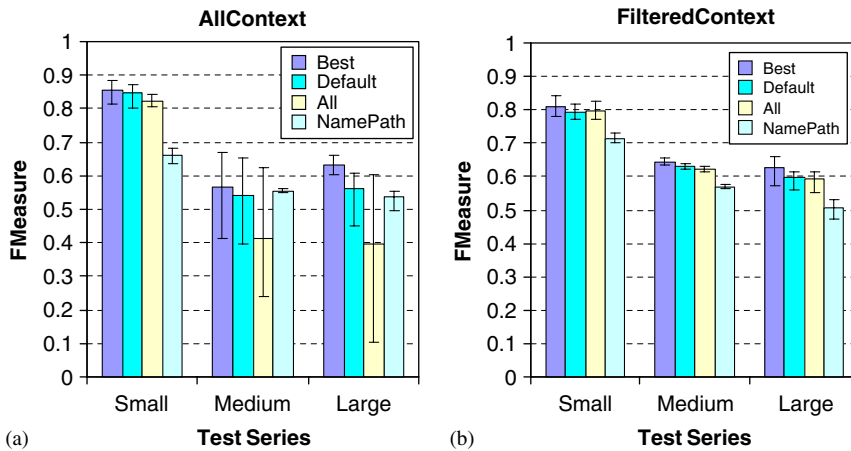 AllContext
1
0.9
0.8
0.7
0.6
0.5
0.4
0.3
0.2
0.1
0
FMeasure
Best
Default
All
NamePath
Small Medium Large
(a) Test Series
FilteredContext
1
0.9
0.8
0.7
0.6
0.5
0.4
0.3
0.2
0.1
0
FMeasure
Best
Default
All
NamePath
Small Medium Large
(b) Test Series